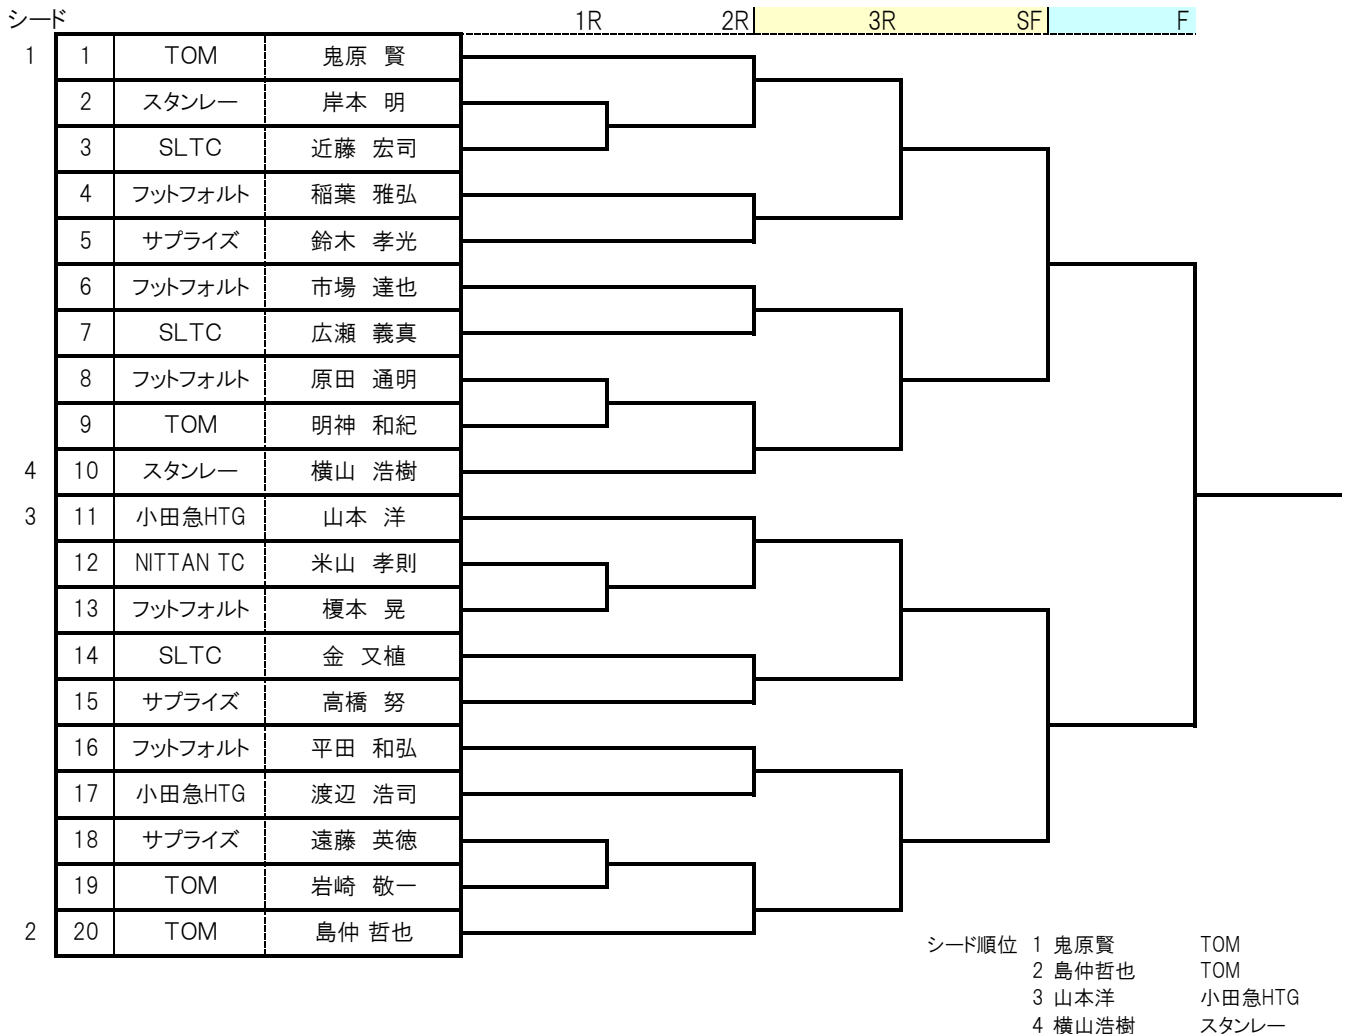 シード 1R 2R 3R SF F
1 1 TOM 鬼原 賢
2 スタンレー 岸本 明
3 SLTC 近藤 宏司
4 フットフォルト 稲葉 雅弘
5 サプライズ 鈴木 孝光
6 フットフォルト 市場 達也
7 SLTC 広瀬 義真
8 フットフォルト 原田 通明
9 TOM 明神 和紀
4 10 スタンレー 横山 浩樹
3 11 小田急HTG 山本 洋
12 NITTAN TC 米山 孝則
13 フットフォルト 榎本 晃
14 SLTC 金 又植
15 サプライズ 高橋 努
16 フットフォルト 平田 和弘
17 小田急HTG 渡辺 浩司
18 サプライズ 遠藤 英徳
19 TOM 岩崎 敬一
2 20 TOM 島仲 哲也
シード順位 1 鬼原賢 TOM
2 島仲哲也 TOM
3 山本洋 小田急HTG
4 横山浩樹 スタンレー